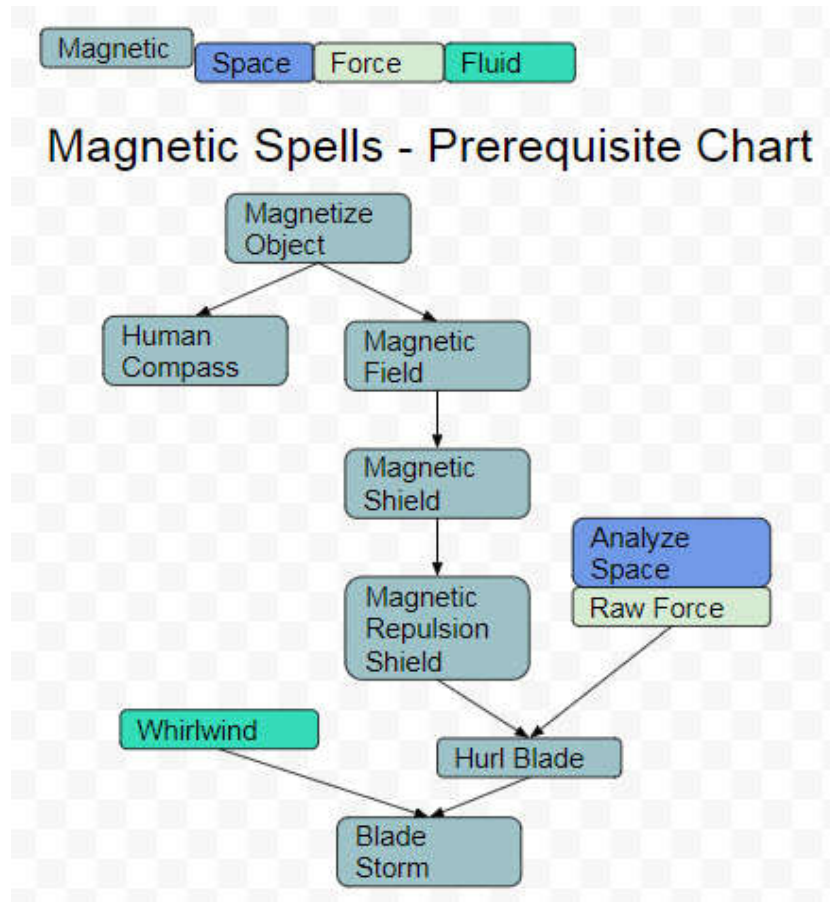 Magnetic
Space
Force
Fluid
Magnetic Spells - Prerequisite Chart
Magnetize
Object
Human
Compass
Magnetic
Field
Magnetic
Shield
Analyze
Space
Raw Force
Magnetic
Repulsion
Shield
Whirlwind
Hurl Blade
Blade
Storm